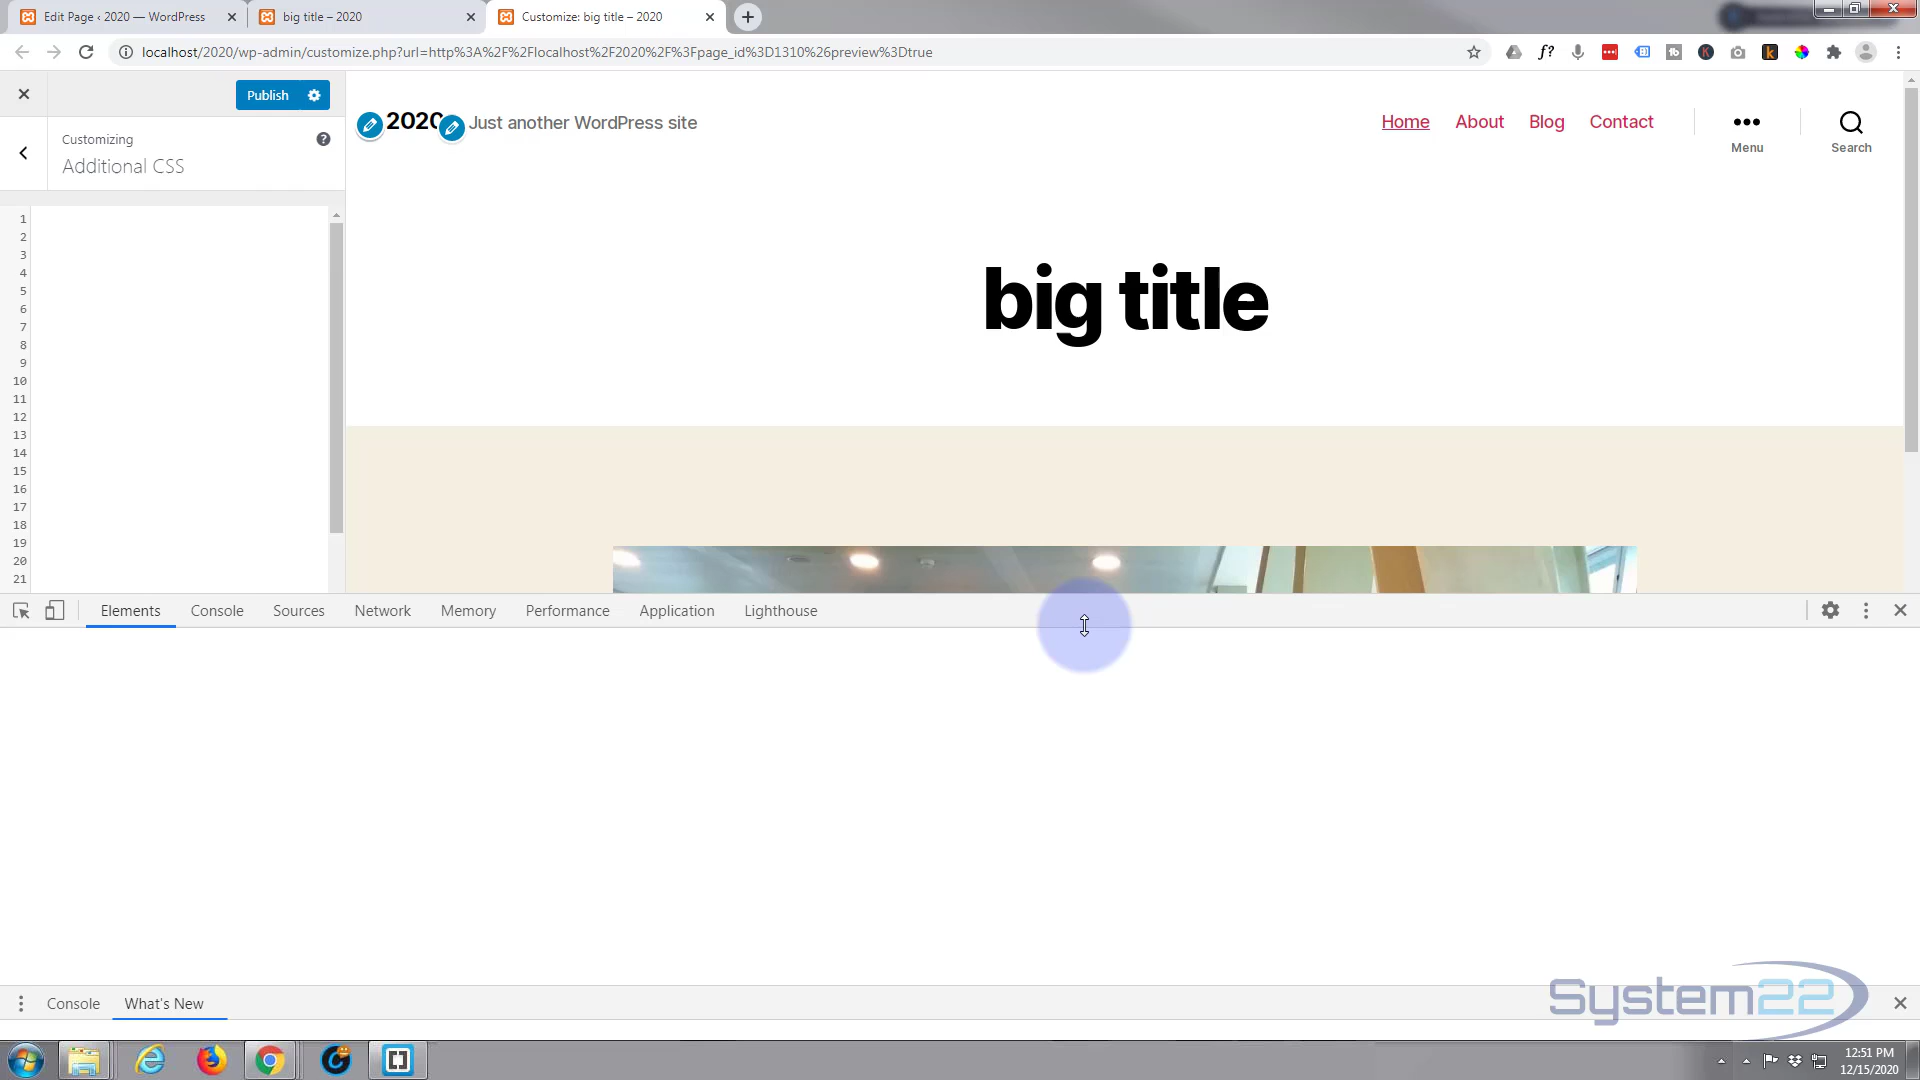 Edit Page ‹ 2020 — WordPress
big title – 2020
Customize: big title – 2020
localhost/2020/wp-admin/customize.php?url=http%3A%2F%2Flocalhost%2F2020%2F%3Fpage_id%3D1310%26preview%3Dtrue
Publish
Customizing
Additional CSS
1
2
3
4
5
6
7
8
9
10
11
12
13
14
15
16
17
18
19
20
21
2020 Just another WordPress site
Home About Blog Contact
Menu Search
big title
Elements Console Sources Network Memory Performance Application Lighthouse
Console What's New
System22
12:51 PM
12/15/2020